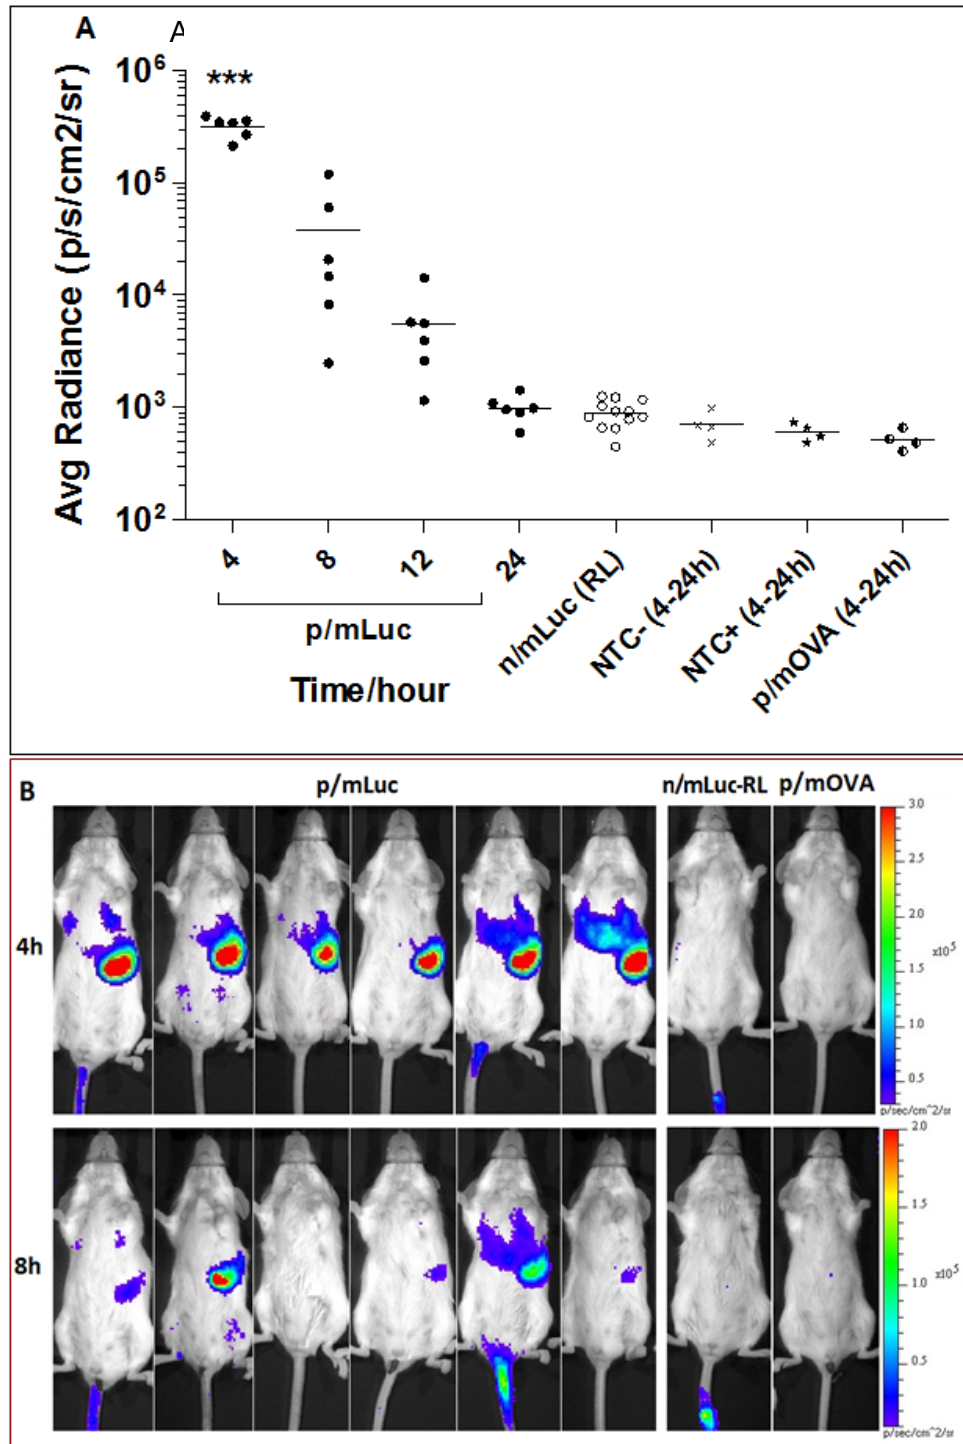 A
A
***
Avg Radiance (p/s/cm2/sr)
10⁶
10⁵
10⁴
10³
10²
4
8
12
24
n/mLuc (RL)
NTC- (4-24h)
NTC+ (4-24h)
p/mOVA (4-24h)
p/mLuc
Time/hour
B
p/mLuc
n/mLuc-RL
p/mOVA
4h
3.0
2.5
2.0
1.5
1.0
0.5
x10⁵
p/sec/cm^2/sr
8h
2.0
1.5
1.0
0.5
x10⁵
p/sec/cm^2/sr